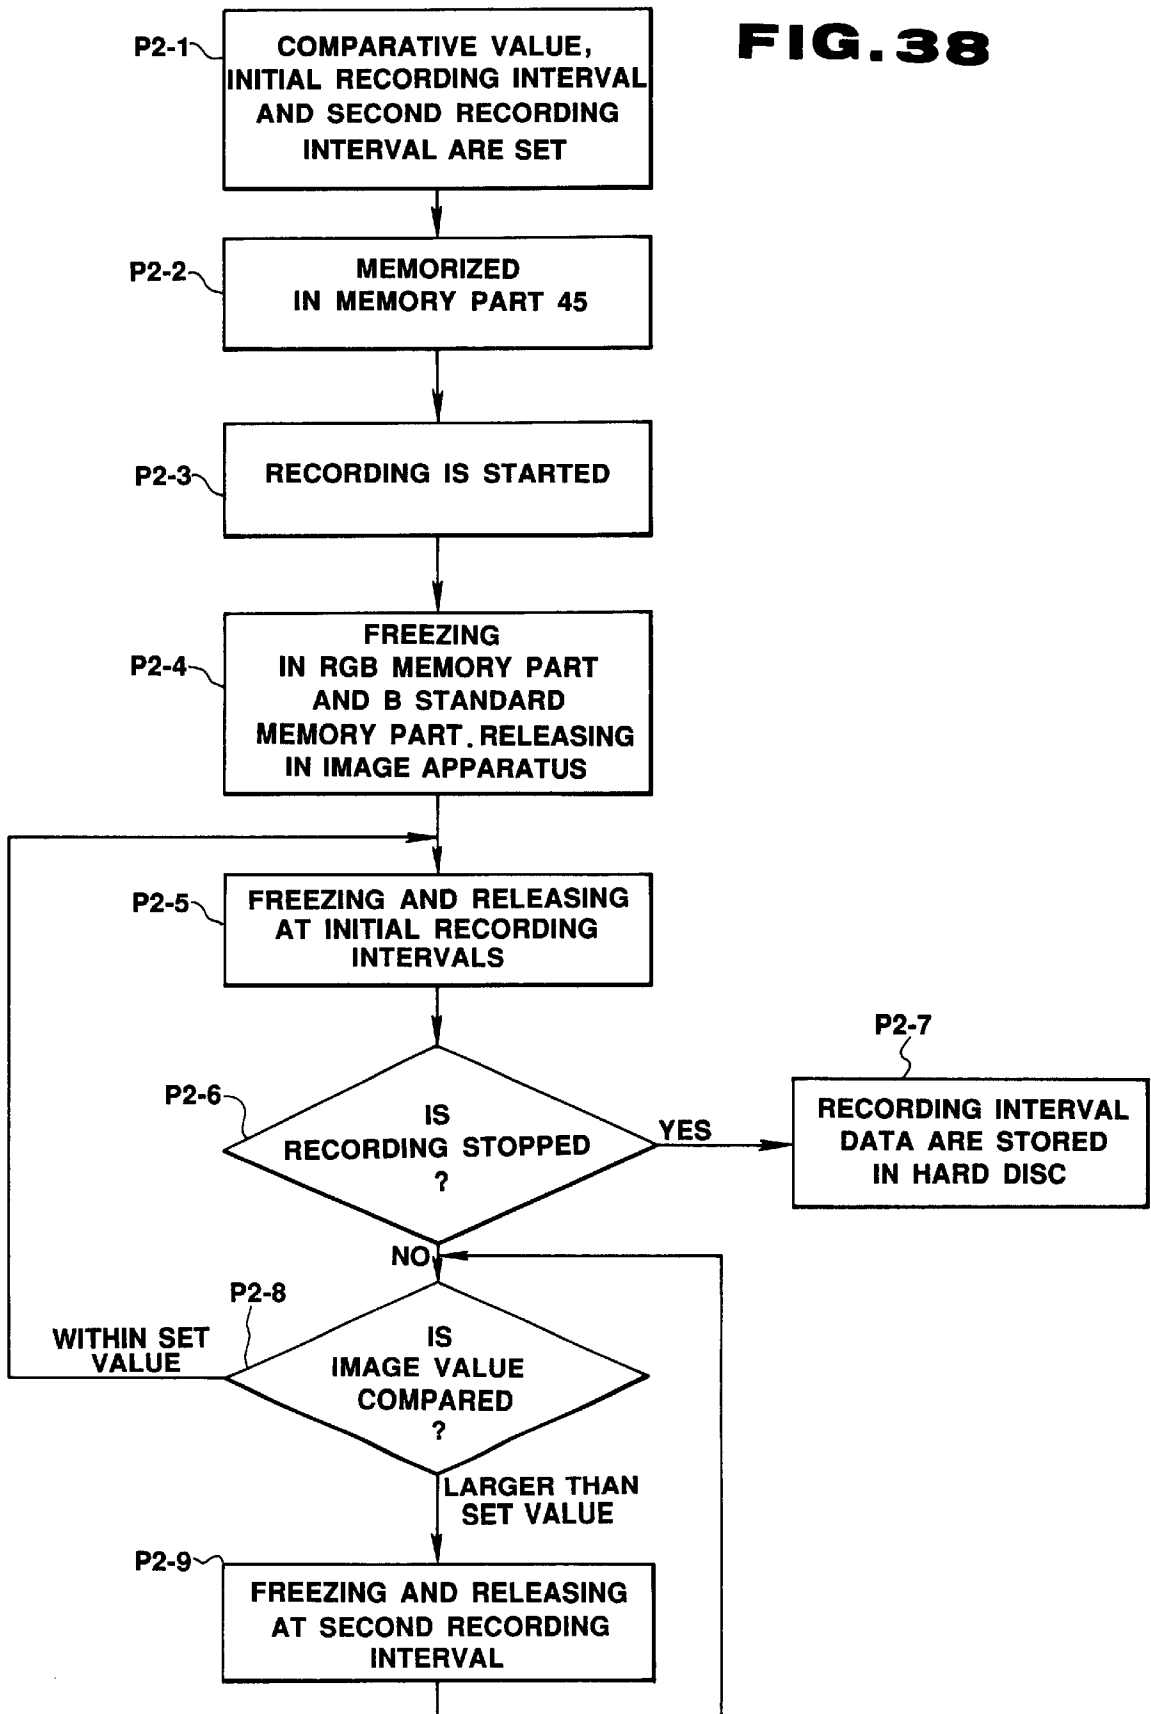 FIG.38
P2-1
COMPARATIVE VALUE,
INITIAL RECORDING INTERVAL
AND SECOND RECORDING
INTERVAL ARE SET
P2-2
MEMORIZED
IN MEMORY PART 45
P2-3
RECORDING IS STARTED
P2-4
FREEZING
IN RGB MEMORY PART
AND B STANDARD
MEMORY PART. RELEASING
IN IMAGE APPARATUS
P2-5
FREEZING AND RELEASING
AT INITIAL RECORDING
INTERVALS
P2-6
IS
RECORDING STOPPED
?
YES
P2-7
RECORDING INTERVAL
DATA ARE STORED
IN HARD DISC
NO
P2-8
IS
IMAGE VALUE
COMPARED
?
WITHIN SET
VALUE
LARGER THAN
SET VALUE
P2-9
FREEZING AND RELEASING
AT SECOND RECORDING
INTERVAL